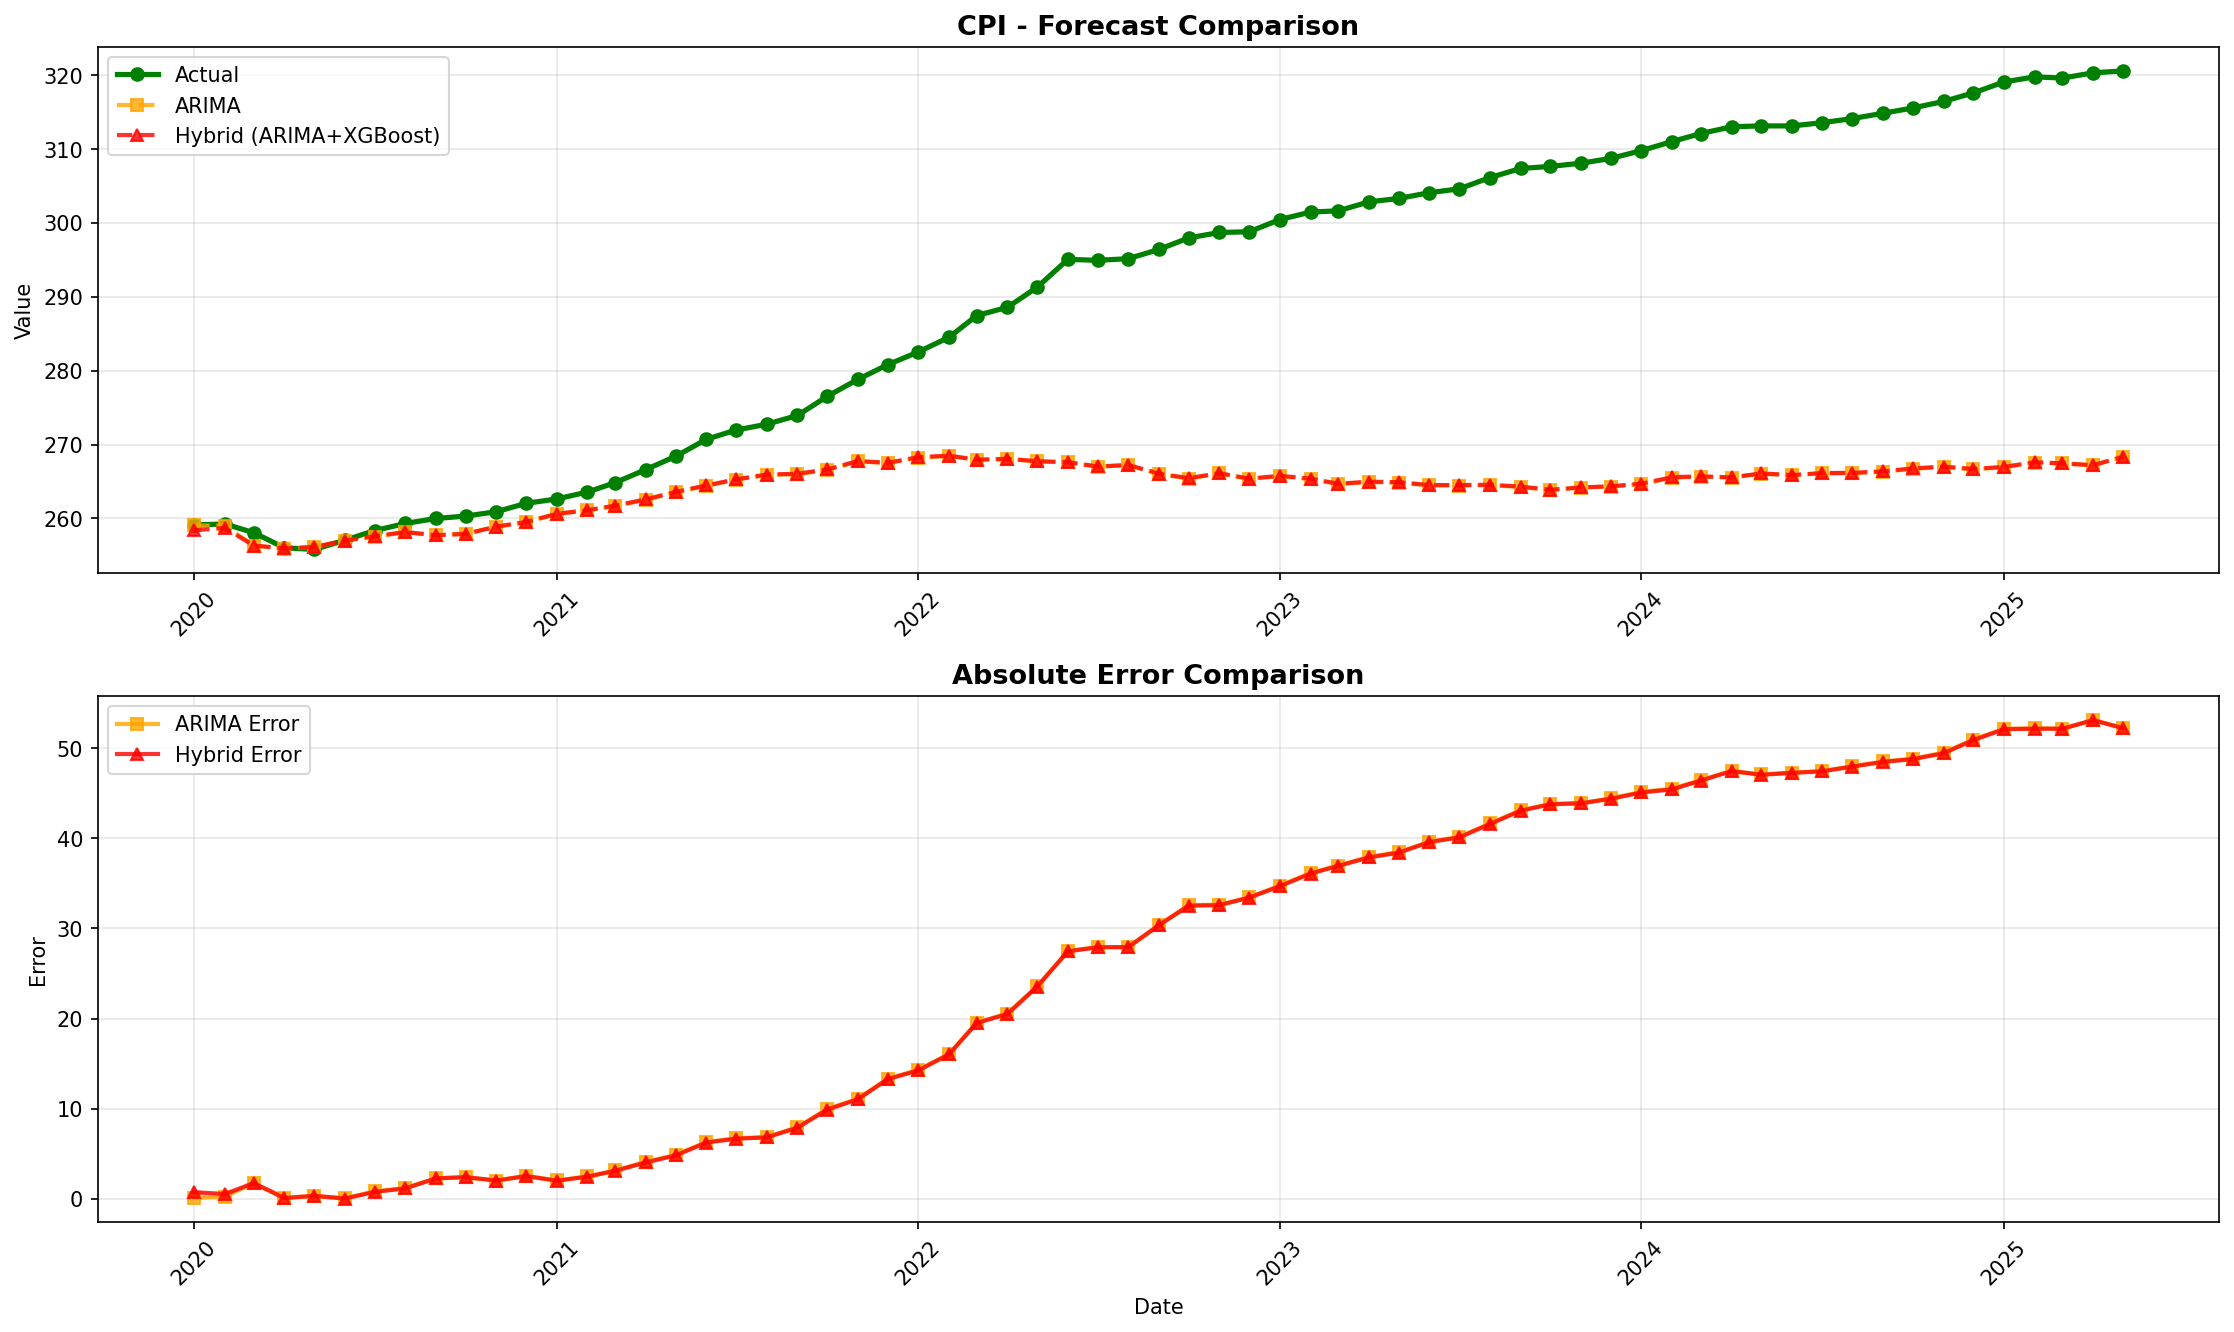 CPI - Forecast Comparison
Actual
ARIMA
Hybrid (ARIMA+XGBoost)
Value
320
310
300
290
280
270
260
2020 2021 2022 2023 2024 2025
Absolute Error Comparison
ARIMA Error
Hybrid Error
Error
50
40
30
20
10
0
2020 2021 2022 2023 2024 2025
Date